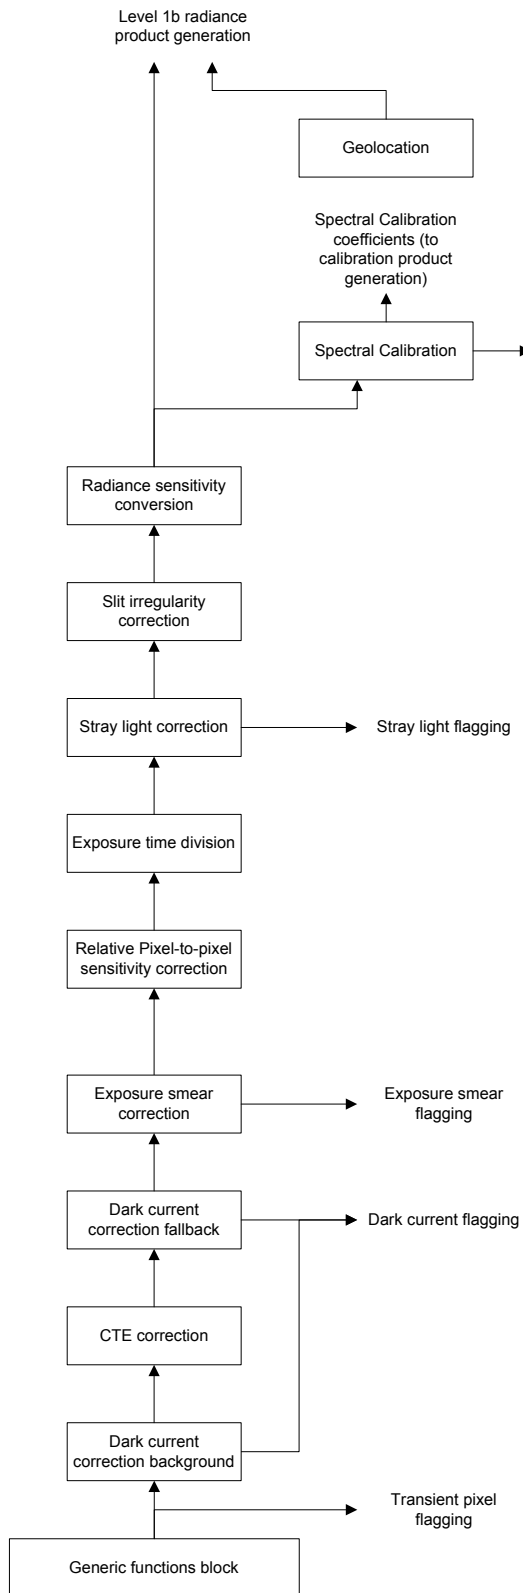 Level 1b radiance
product generation
Geolocation
Spectral Calibration
coefficients (to
calibration product
generation)
Spectral Calibration
Radiance sensitivity
conversion
Slit irregularity
correction
Stray light correction
Stray light flagging
Exposure time division
Relative Pixel-to-pixel
sensitivity correction
Exposure smear
correction
Exposure smear
flagging
Dark current
correction fallback
Dark current flagging
CTE correction
Dark current
correction background
Transient pixel
flagging
Generic functions block